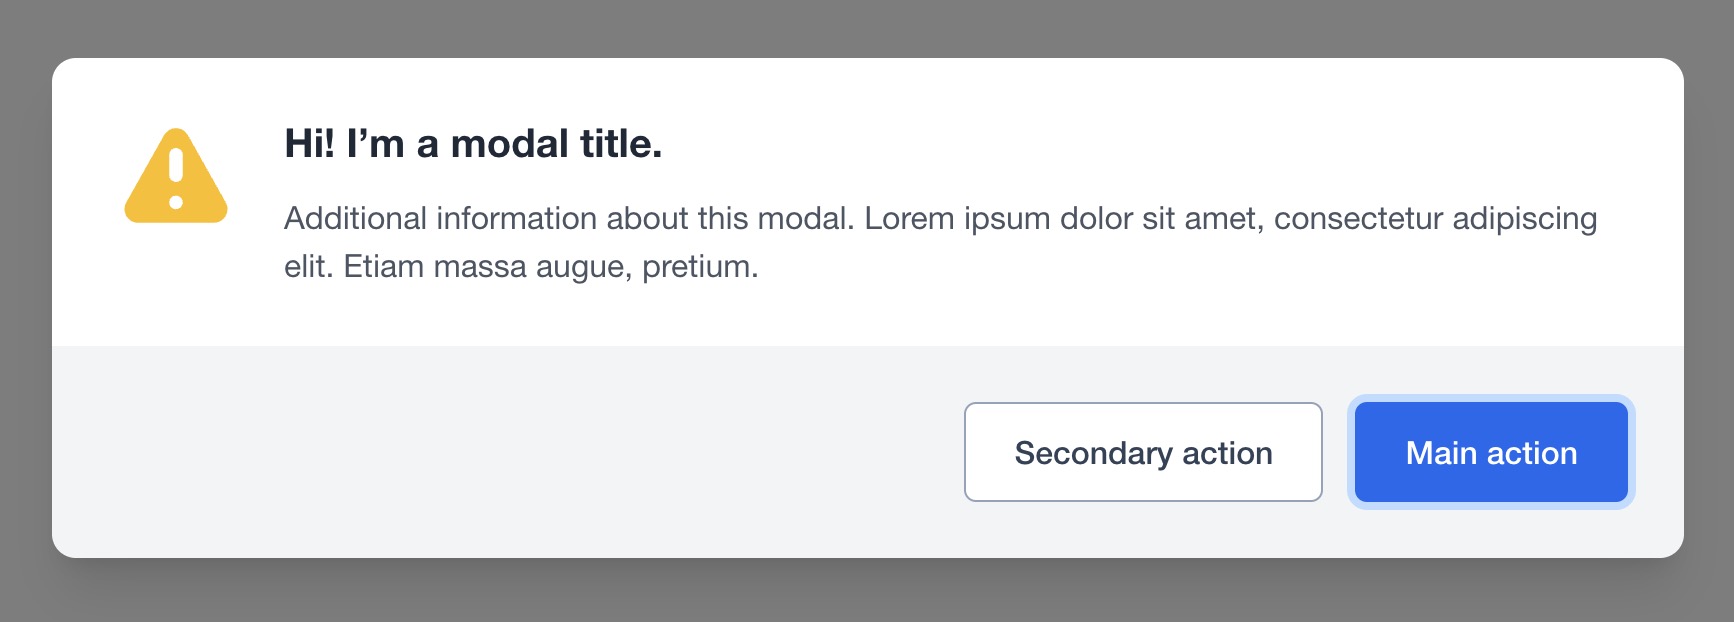 Hi! I’m a modal title.
Additional information about this modal. Lorem ipsum dolor sit amet, consectetur adipiscing
elit. Etiam massa augue, pretium.
Secondary action
Main action